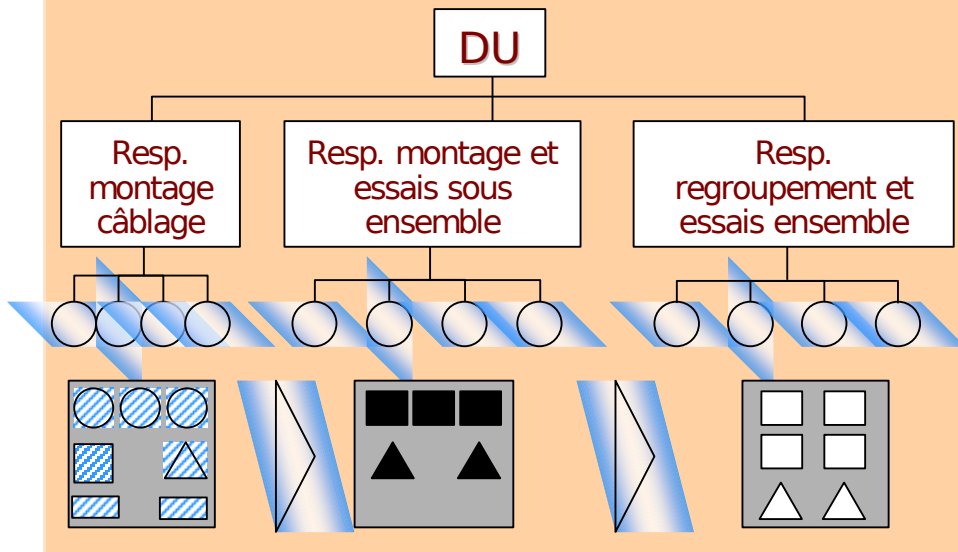 DU
Resp.
montage
câblage
Resp. montage et
essais sous
ensemble
Resp.
regroupement et
essais ensemble